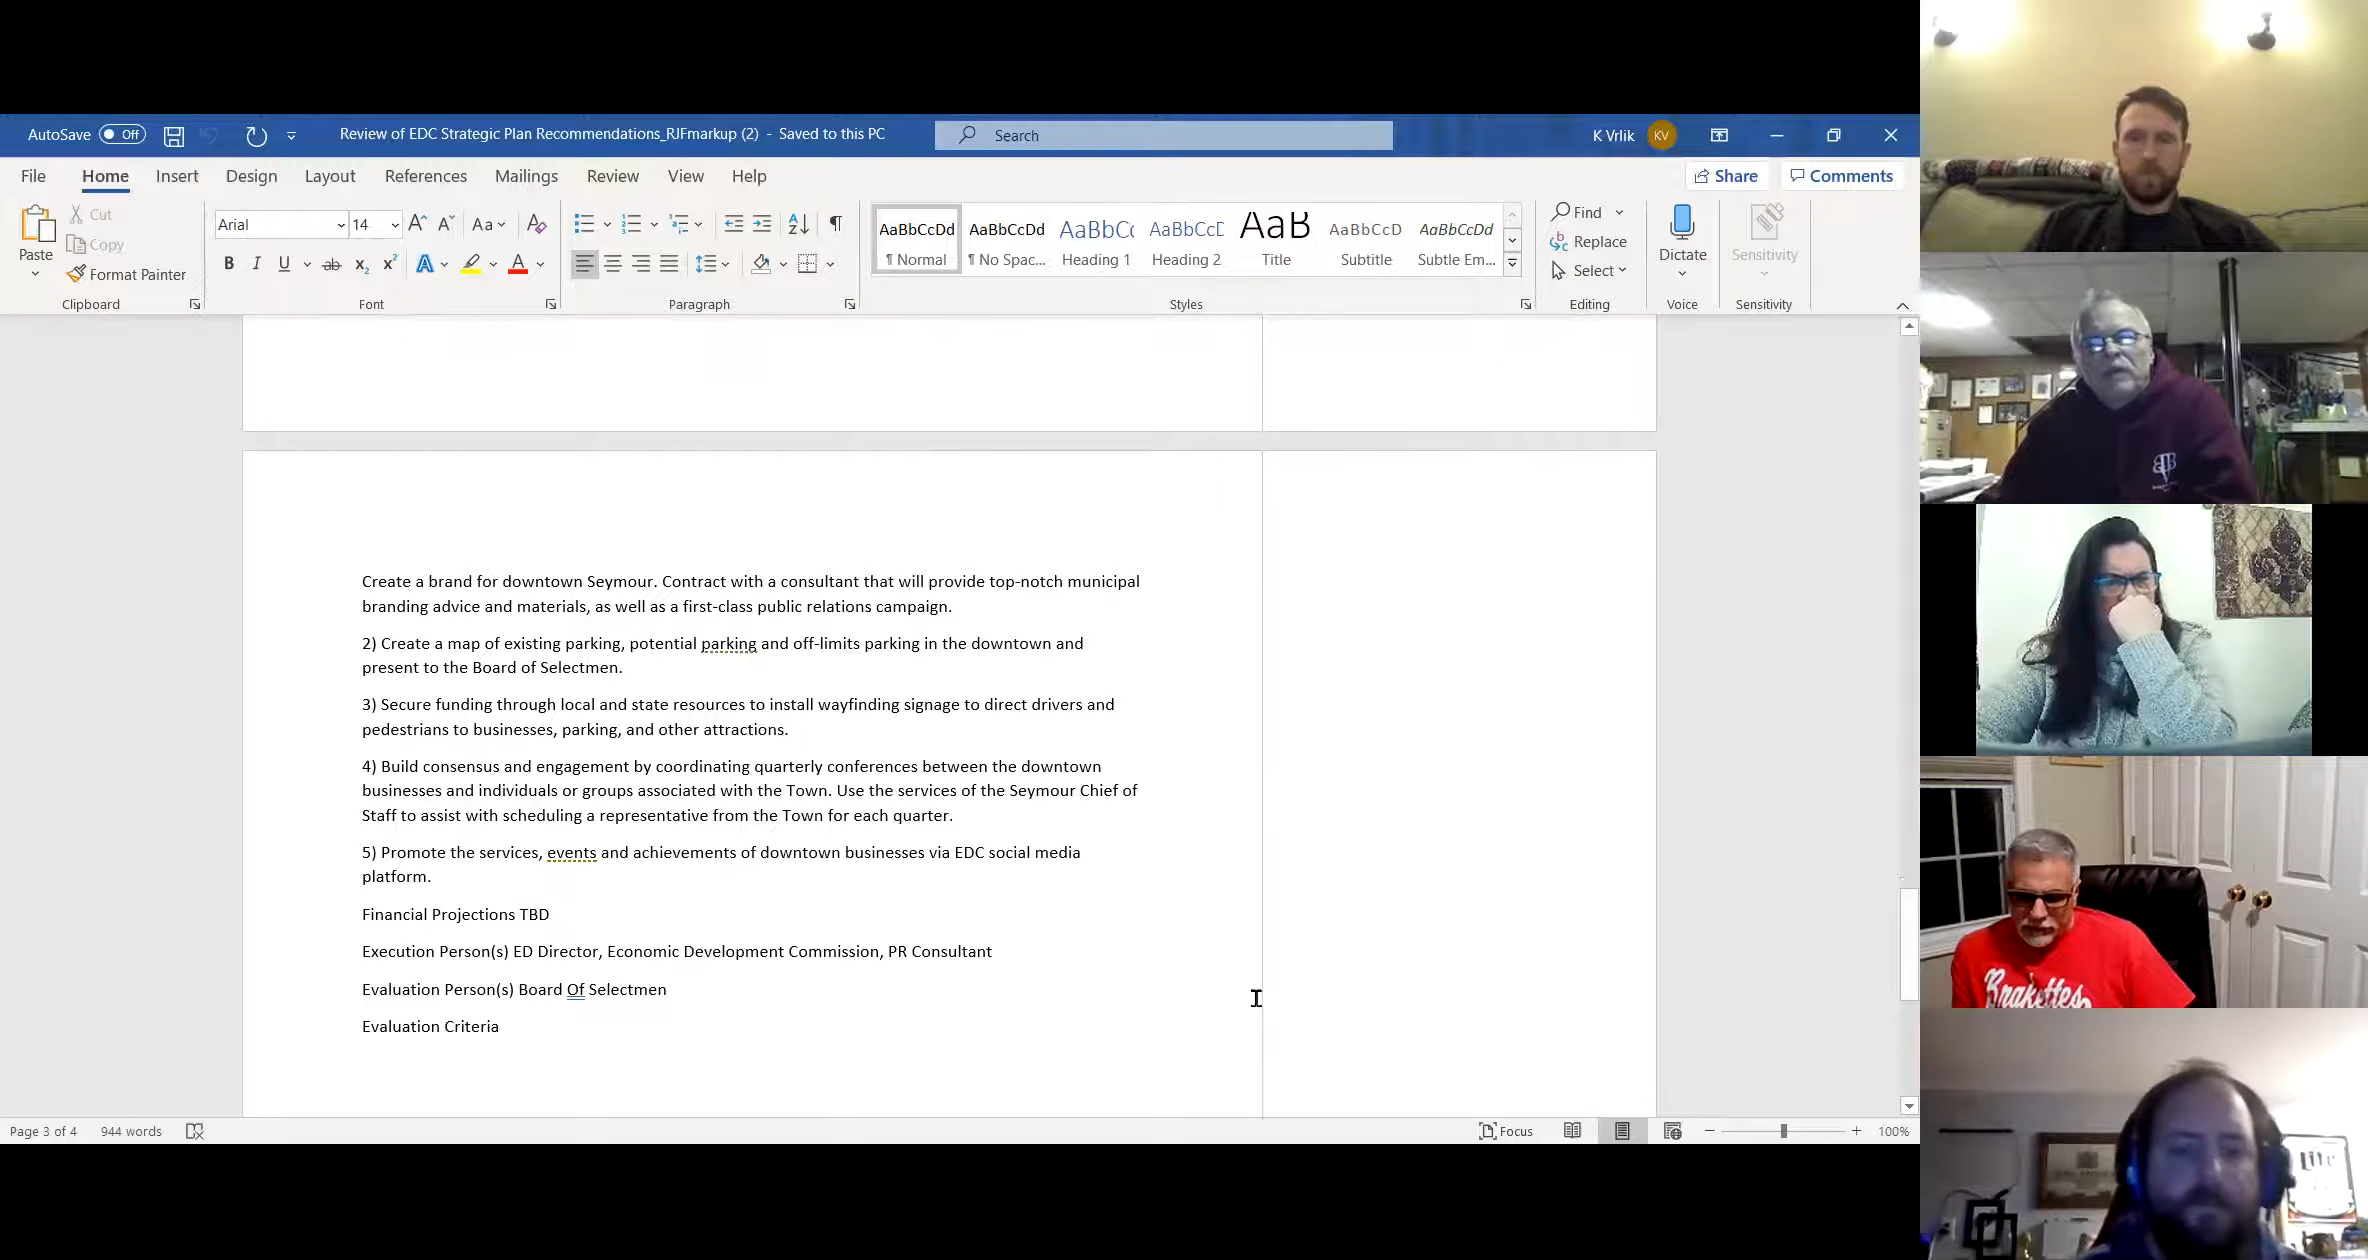 AutoSave Off Review of EDC Strategic Plan Recommendations_RJFmarkup (2) - Saved to this PC Search K Vrlik KV
File Home Insert Design Layout References Mailings Review View Help Share Comments
Paste Cut Copy Format Painter Clipboard
Arial 14 Aa B I U ab x₂ x² A A Font
Paragraph
AaBbCcDd AaBbCcDd AaBbCc AaBbCcD AaB AaBbCcD AaBbCcDd
¶ Normal ¶ No Spac... Heading 1 Heading 2 Title Subtitle Subtle Em...
Styles
Find Replace Select Editing
Dictate Voice
Sensitivity Sensitivity
Create a brand for downtown Seymour. Contract with a consultant that will provide top-notch municipal
branding advice and materials, as well as a first-class public relations campaign.
2) Create a map of existing parking, potential parking and off-limits parking in the downtown and
present to the Board of Selectmen.
3) Secure funding through local and state resources to install wayfinding signage to direct drivers and
pedestrians to businesses, parking, and other attractions.
4) Build consensus and engagement by coordinating quarterly conferences between the downtown
businesses and individuals or groups associated with the Town. Use the services of the Seymour Chief of
Staff to assist with scheduling a representative from the Town for each quarter.
5) Promote the services, events and achievements of downtown businesses via EDC social media
platform.
Financial Projections TBD
Execution Person(s) ED Director, Economic Development Commission, PR Consultant
Evaluation Person(s) Board Of Selectmen
Evaluation Criteria
Page 3 of 4 944 words Focus 100%
Brakettes
Lite